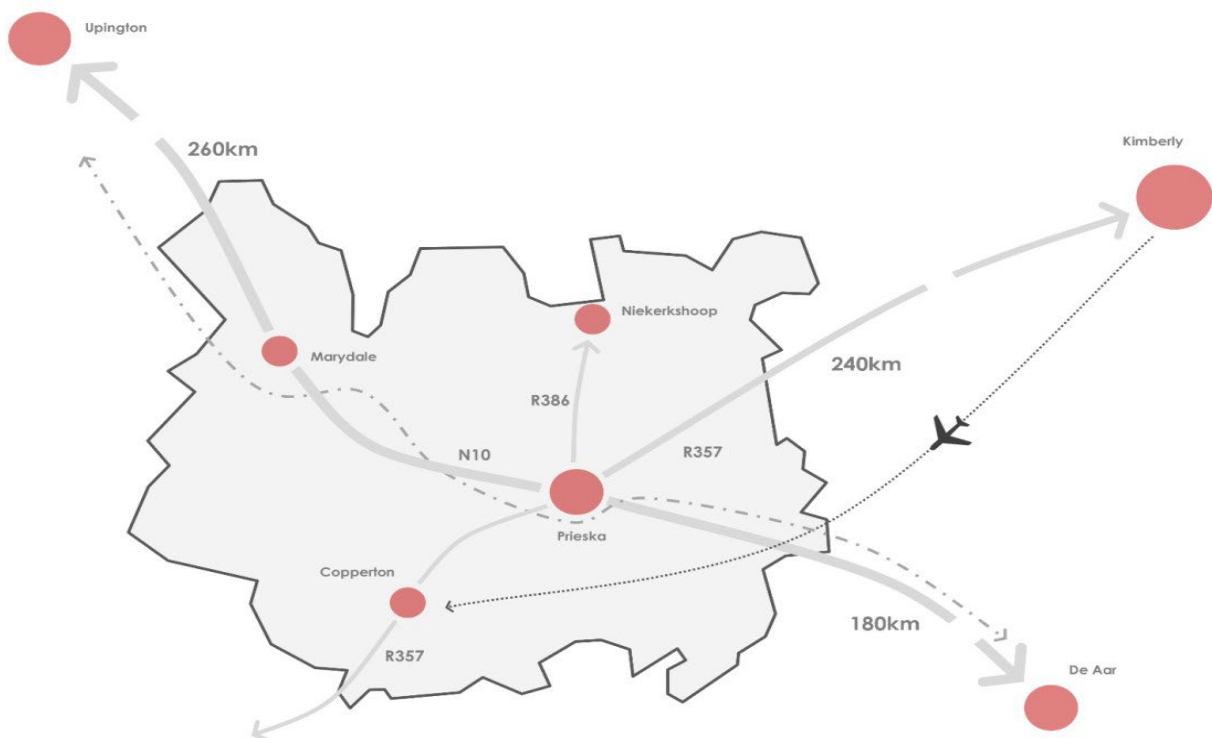 Upington
Kimberly
260km
Niekerkshoop
Marydale
240km
R386
N10
R357
Prieska
Copperton
180km
R357
De Aar